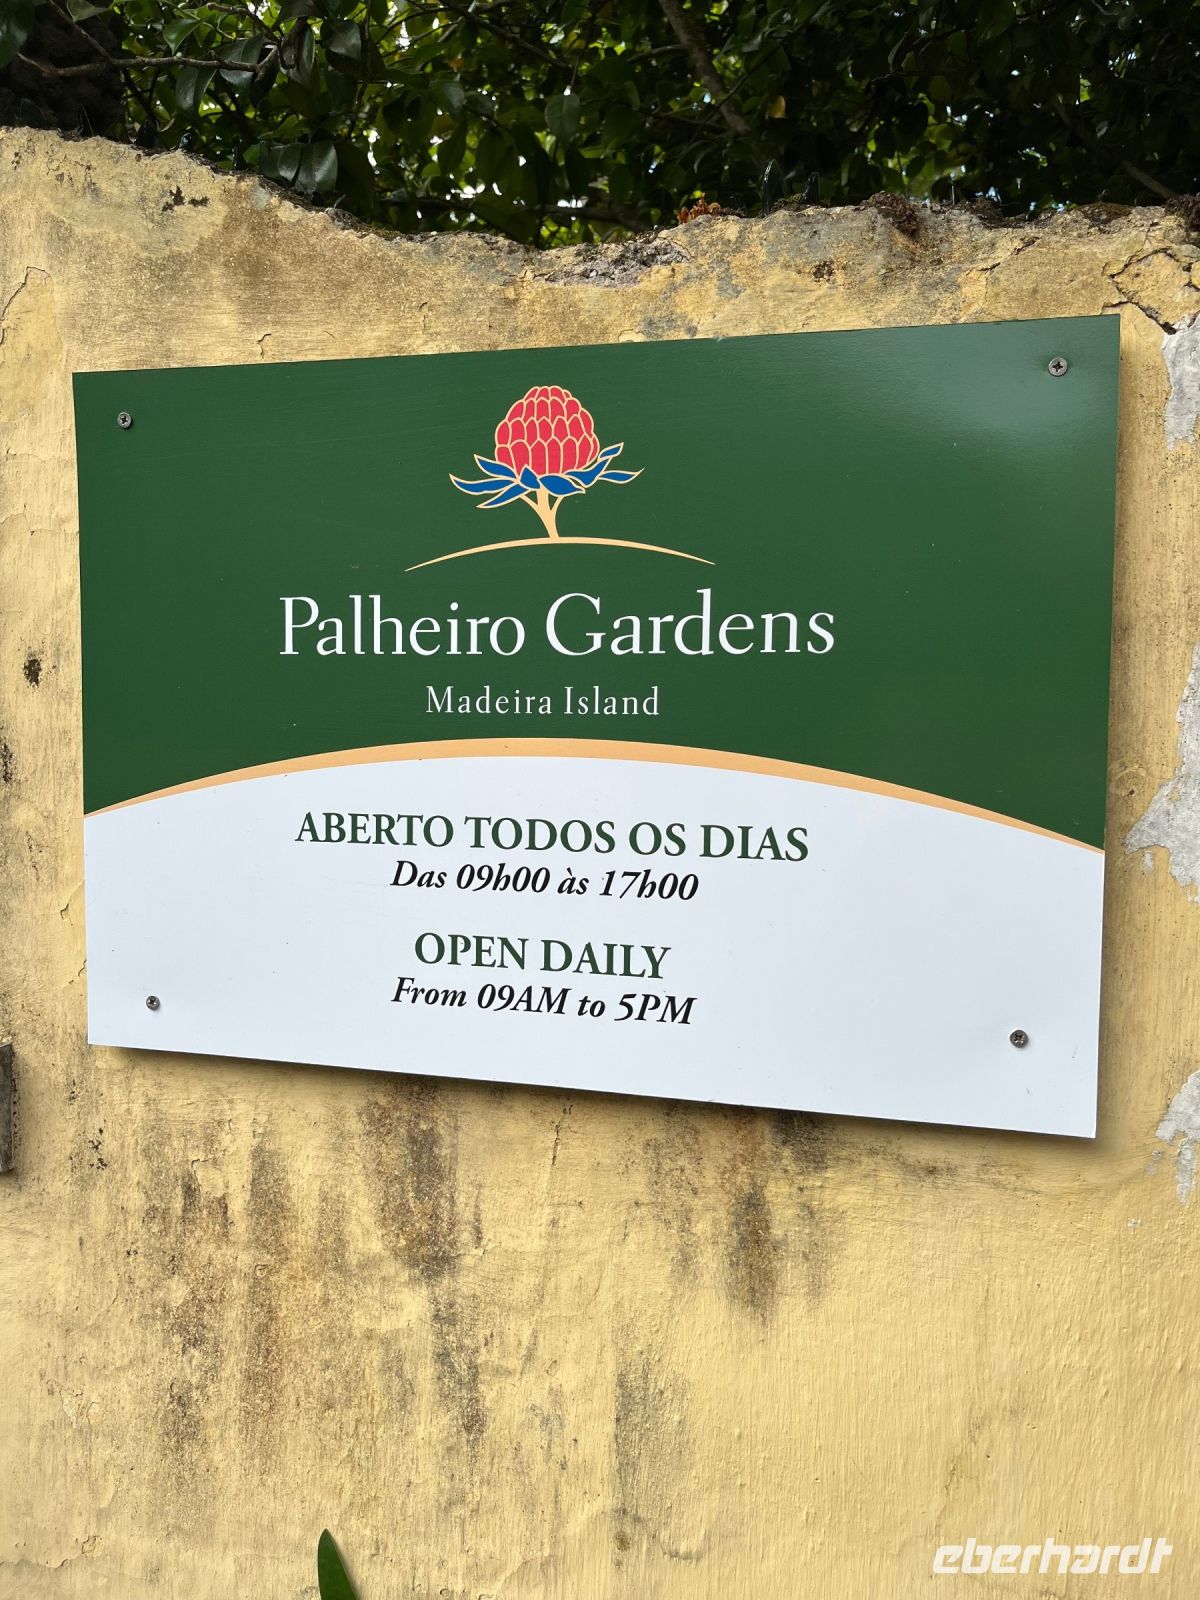 Palheiro Gardens
Madeira Island
ABERTO TODOS OS DIAS
Das 09h00 às 17h00
OPEN DAILY
From 09AM to 5PM
eberhardt